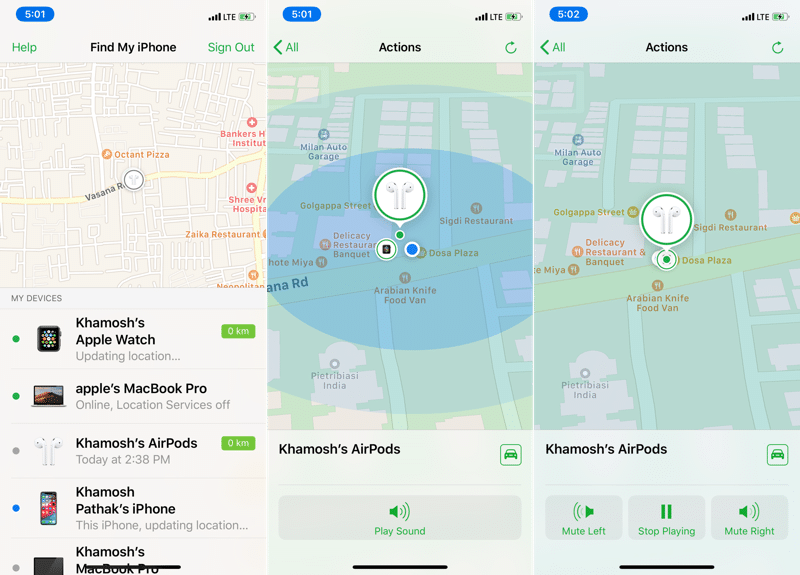 5:01
LTE
Help
Find My iPhone
Sign Out
Octant Pizza
Bankers H
Institut
Vasana R
Shree Vr
Hospita
Zaika Restaurant
Neptun
MY DEVICES
Khamosh's
Apple Watch
Updating location...
0 km
apple's MacBook Pro
Online, Location Services off
Khamosh's AirPods
Today at 2:38 PM
0 km
Khamosh
Pathak's iPhone
This iPhone, updating location...
Khamosh's
MacBook Pro
5:01
LTE
All
Actions
Milan Auto
Garage
Golgappa Street
Sigdi Restaurant
Delicacy
Restaurant
Banquet
hote Miya
Dosa Plaza
sana Rd
Arabian Knife
Food Van
Pietribiasi
India
Khamosh's AirPods
Play Sound
5:02
LTE
All
Actions
Milan Auto
Garage
Golgappa Street
Sigdi Restaurant
Delicacy
Restaurant &
Banquet
hote Miya
Dosa Plaza
Arabian Knife
Food Van
Pietribiasi
India
Khamosh's AirPods
Mute Left
Stop Playing
Mute Right